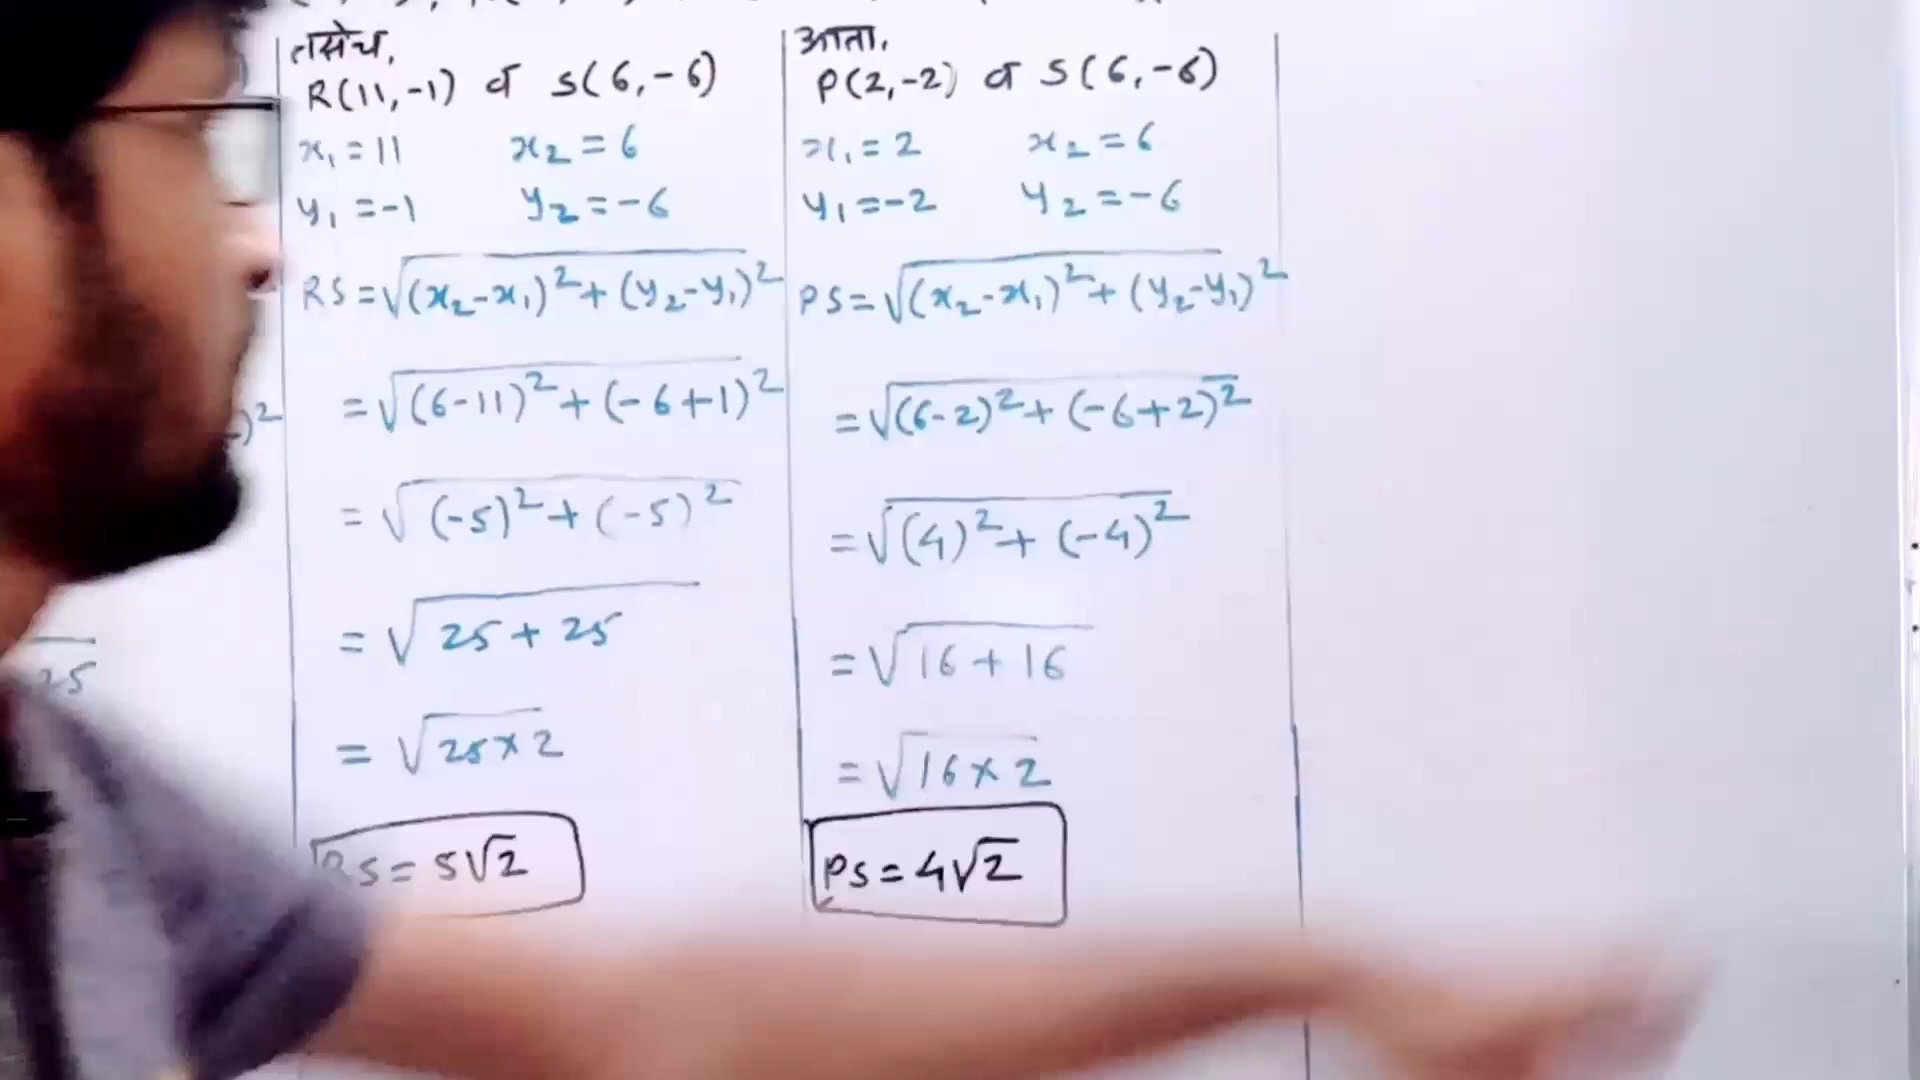 तसेच,
R(11,-1) व S(6,-6)
x₁ = 11 x₂ = 6
y₁ = -1 y₂ = -6
RS = √(x₂-x₁)² + (y₂-y₁)²
= √(6-11)² + (-6+1)²
= √(-5)² + (-5)²
= √25 + 25
= √25×2
RS = 5√2
आता,
P(2,-2) व S(6,-6)
x₁ = 2 x₂ = 6
y₁ = -2 y₂ = -6
PS = √(x₂-x₁)² + (y₂-y₁)²
= √(6-2)² + (-6+2)²
= √(4)² + (-4)²
= √16 + 16
= √16×2
PS = 4√2
)²
25